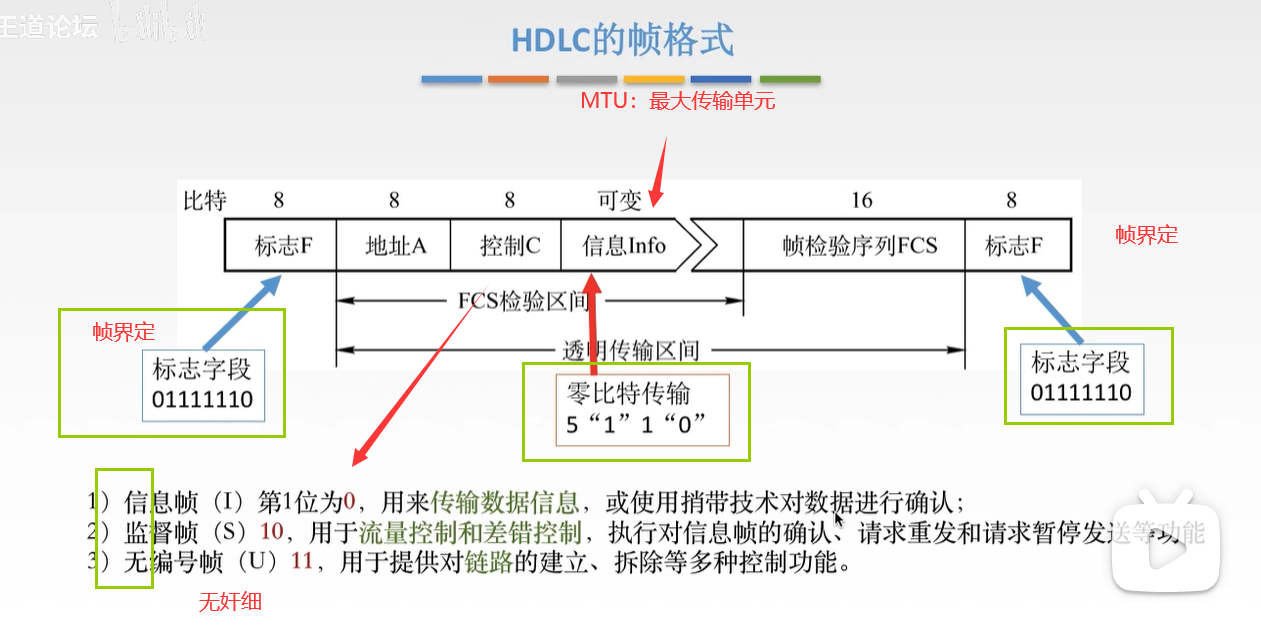 王道论坛 bilibili
HDLC的帧格式
MTU：最大传输单元
比特 8 8 8 可变 16 8
标志F 地址A 控制C 信息Info 帧检验序列FCS 标志F
帧界定
FCS检验区间
帧界定
透明传输区间
标志字段
01111110
零比特传输
5“1”1“0”
标志字段
01111110
1）信息帧（I）第1位为0，用来传输数据信息，或使用捎带技术对数据进行确认；
2）监督帧（S）10，用于流量控制和差错控制，执行对信息帧的确认、请求重发和请求暂停发送等功能
3）无编号帧（U）11，用于提供对链路的建立、拆除等多种控制功能。
无奸细